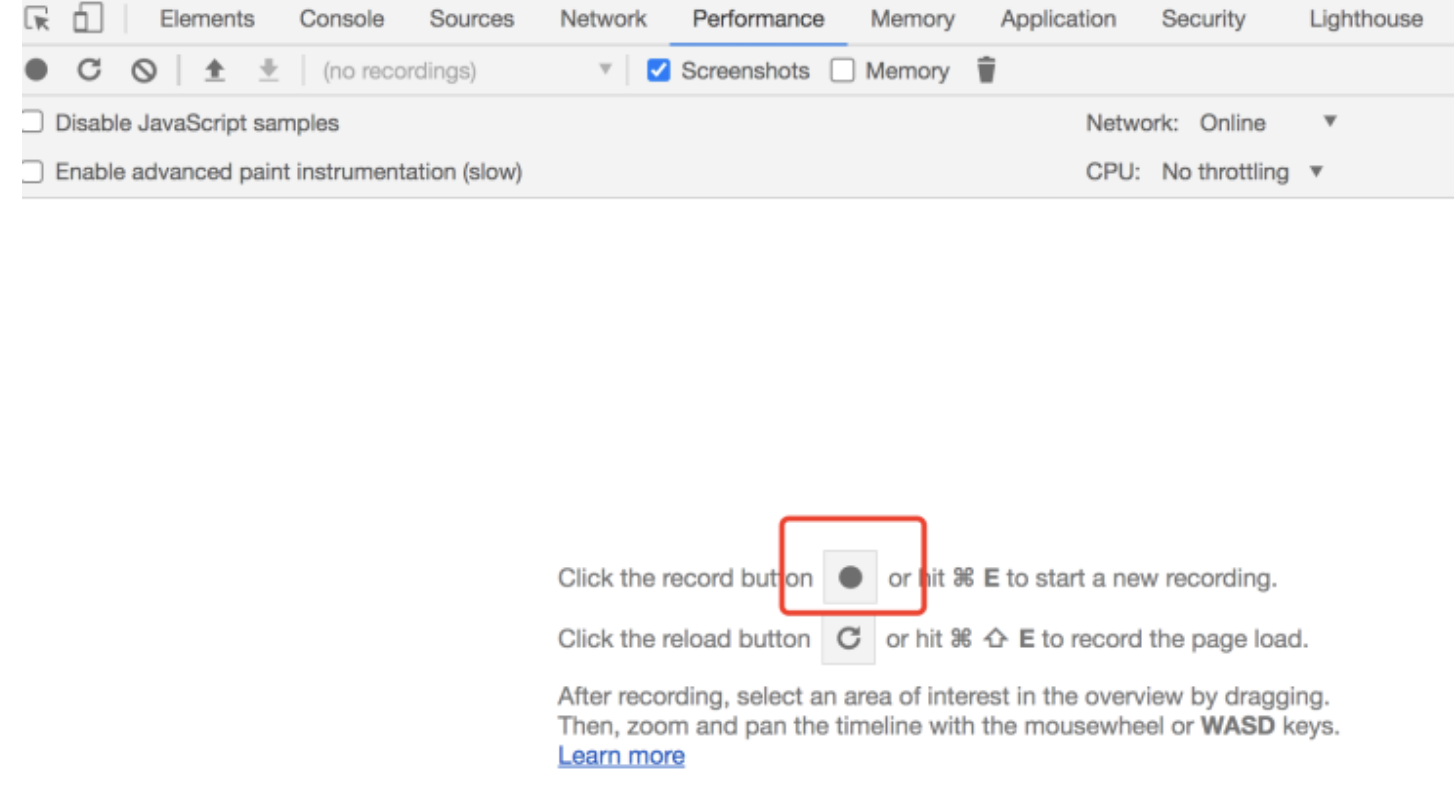 Elements Console Sources Network Performance Memory Application Security Lighthouse
(no recordings) Screenshots Memory
Disable JavaScript samples Network: Online
Enable advanced paint instrumentation (slow) CPU: No throttling
Click the record button or hit ⌘ E to start a new recording.
Click the reload button or hit ⌘ ⇧ E to record the page load.
After recording, select an area of interest in the overview by dragging.
Then, zoom and pan the timeline with the mousewheel or WASD keys.
Learn more